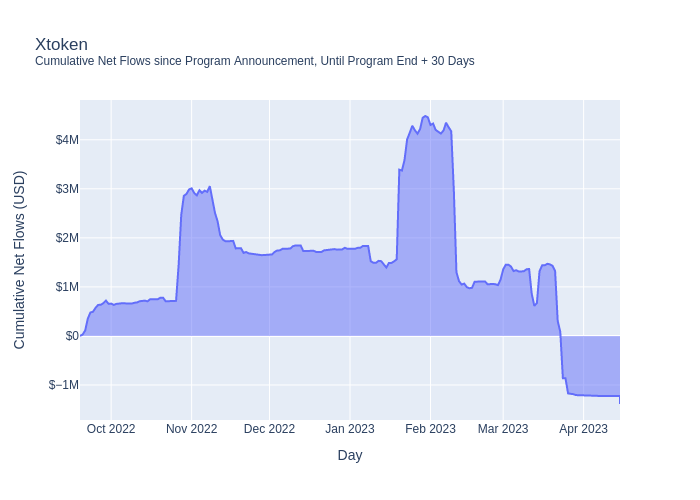 Xtoken
Cumulative Net Flows since Program Announcement, Until Program End + 30 Days
Cumulative Net Flows (USD)
$4M
$3M
$2M
$1M
$0
$−1M
Oct 2022
Nov 2022
Dec 2022
Jan 2023
Feb 2023
Mar 2023
Apr 2023
Day